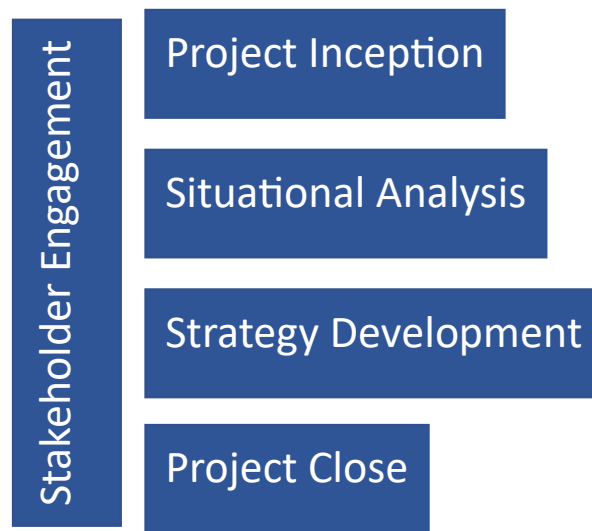 Stakeholder Engagement
Project Inception
Situational Analysis
Strategy Development
Project Close